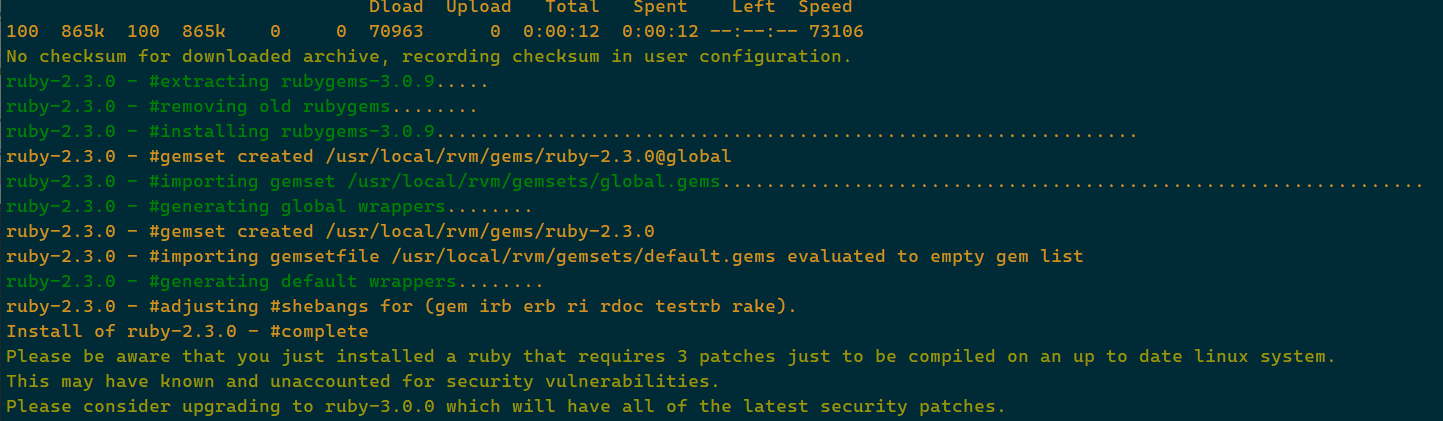 Dload  Upload   Total   Spent    Left  Speed
100  865k  100  865k    0     0  70963      0  0:00:12  0:00:12 --:--:-- 73106
No checksum for downloaded archive, recording checksum in user configuration.
ruby-2.3.0 - #extracting rubygems-3.0.9.....
ruby-2.3.0 - #removing old rubygems........
ruby-2.3.0 - #installing rubygems-3.0.9................................................................
ruby-2.3.0 - #gemset created /usr/local/rvm/gems/ruby-2.3.0@global
ruby-2.3.0 - #importing gemset /usr/local/rvm/gemsets/global.gems................................................................
ruby-2.3.0 - #generating global wrappers........
ruby-2.3.0 - #gemset created /usr/local/rvm/gems/ruby-2.3.0
ruby-2.3.0 - #importing gemsetfile /usr/local/rvm/gemsets/default.gems evaluated to empty gem list
ruby-2.3.0 - #generating default wrappers........
ruby-2.3.0 - #adjusting #shebangs for (gem irb erb ri rdoc testrb rake).
Install of ruby-2.3.0 - #complete
Please be aware that you just installed a ruby that requires 3 patches just to be compiled on an up to date linux system.
This may have known and unaccounted for security vulnerabilities.
Please consider upgrading to ruby-3.0.0 which will have all of the latest security patches.